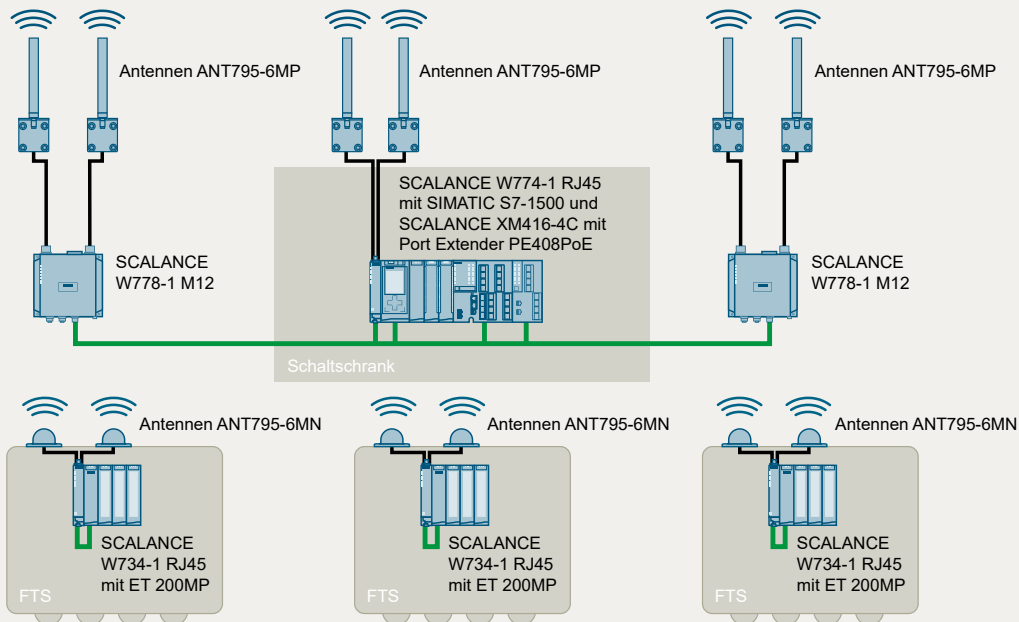 Antennen ANT795-6MP
Antennen ANT795-6MP
Antennen ANT795-6MP
SCALANCE W774-1 RJ45
mit SIMATIC S7-1500 und
SCALANCE XM416-4C mit
Port Extender PE408PoE
SCALANCE
W778-1 M12
SCALANCE
W778-1 M12
Schaltschrank
Antennen ANT795-6MN
Antennen ANT795-6MN
Antennen ANT795-6MN
SCALANCE
W734-1 RJ45
mit ET 200MP
FTS
SCALANCE
W734-1 RJ45
mit ET 200MP
FTS
SCALANCE
W734-1 RJ45
mit ET 200MP
FTS